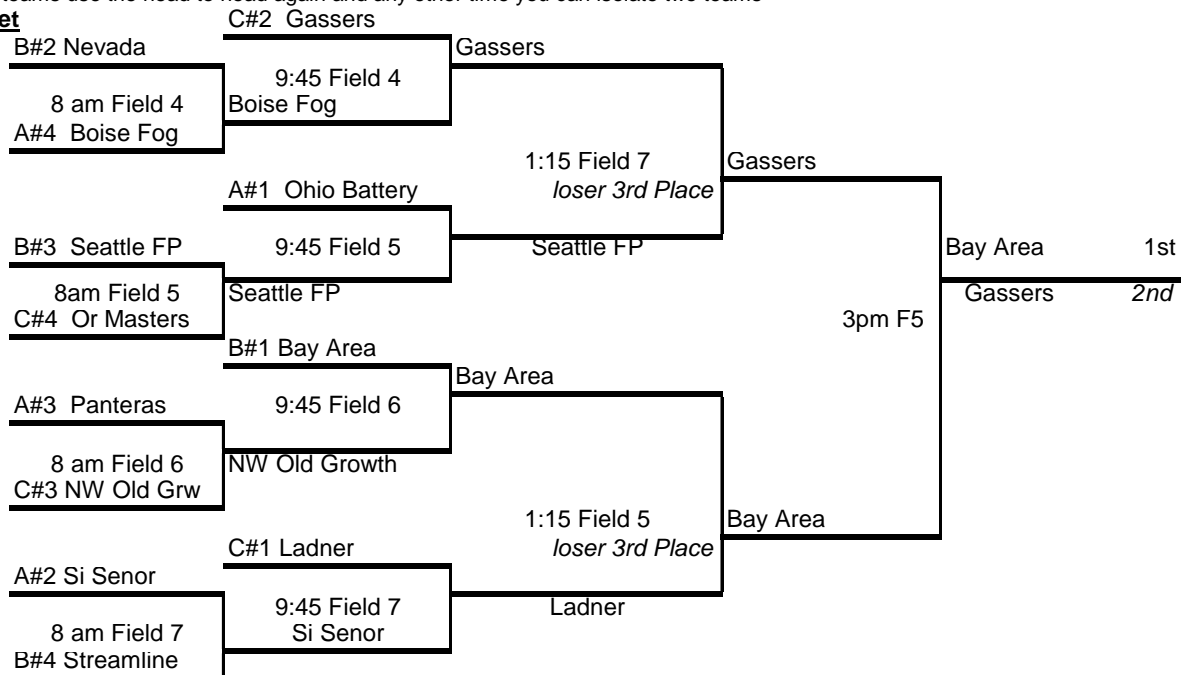 teams use the head to head again and any other time you can isolate two teams
et
C#2 Gassers
B#2 Nevada
Gassers
9:45 Field 4
8 am Field 4
Boise Fog
A#4 Boise Fog
1:15 Field 7
Gassers
A#1 Ohio Battery
loser 3rd Place
B#3 Seattle FP
9:45 Field 5
Seattle FP
Bay Area 1st
8am Field 5
Seattle FP
Gassers 2nd
C#4 Or Masters
3pm F5
B#1 Bay Area
Bay Area
A#3 Panteras
9:45 Field 6
8 am Field 6
NW Old Growth
C#3 NW Old Grw
1:15 Field 5
Bay Area
C#1 Ladner
loser 3rd Place
A#2 Si Senor
9:45 Field 7
Ladner
8 am Field 7
Si Senor
B#4 Streamline